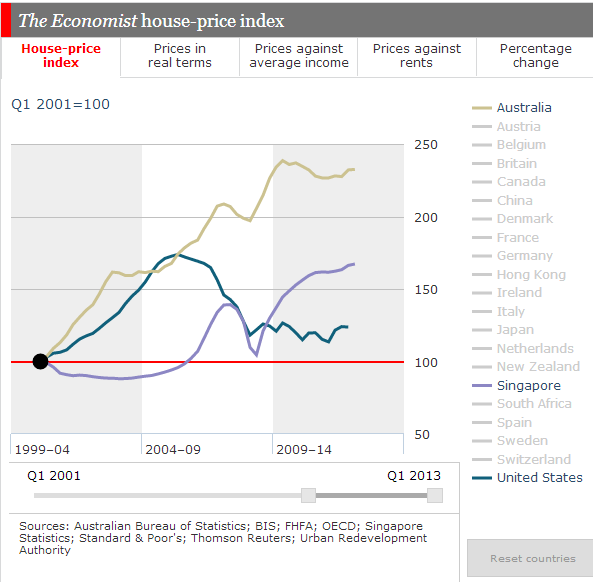 The Economist house-price index
House-price
index
Prices in
real terms
Prices against
average income
Prices against
rents
Percentage
change
Q1 2001=100
250
200
150
100
50
1999–04
2004–09
2009–14
Q1 2001
Q1 2013
Sources: Australian Bureau of Statistics; BIS; FHFA; OECD; Singapore
Statistics; Standard & Poor's; Thomson Reuters; Urban Redevelopment
Authority
Australia
Austria
Belgium
Britain
Canada
China
Denmark
France
Germany
Hong Kong
Ireland
Italy
Japan
Netherlands
New Zealand
Singapore
South Africa
Spain
Sweden
Switzerland
United States
Reset countries